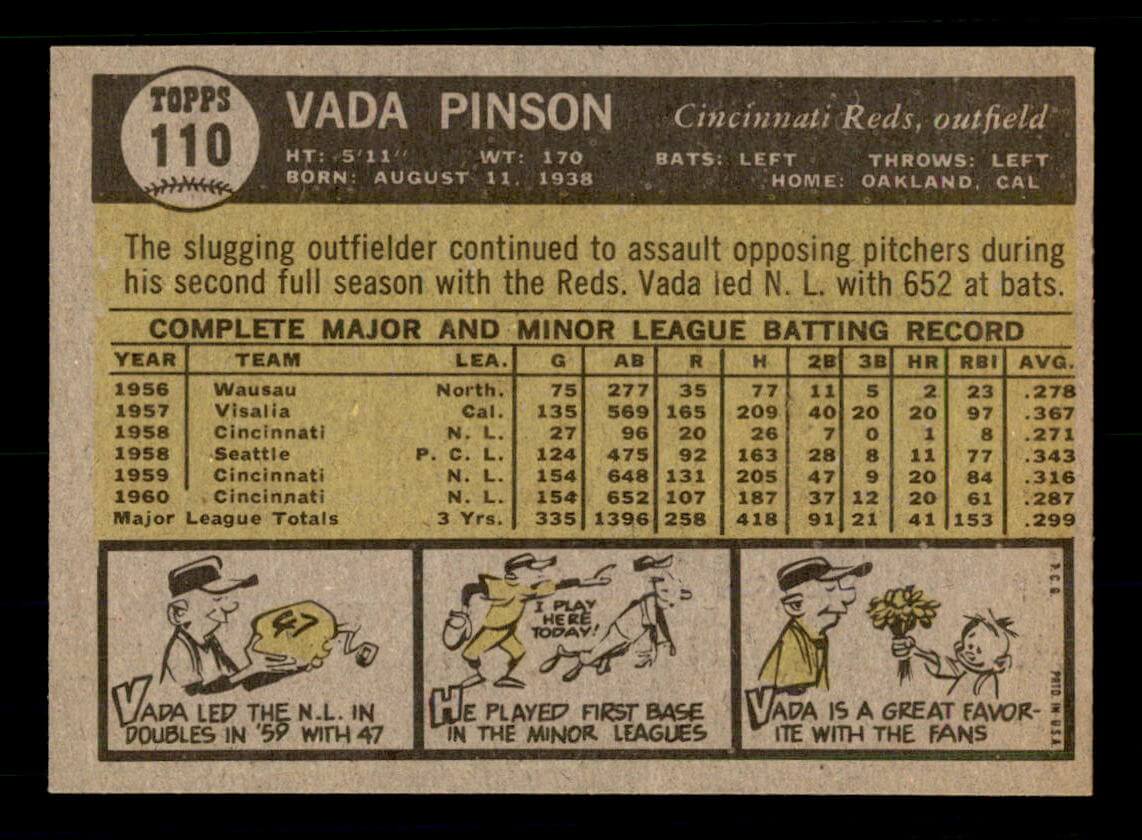 TOPPS
110
VADA PINSON
Cincinnati Reds, outfield
HT: 5'11" WT: 170 BATS: LEFT THROWS: LEFT
BORN: AUGUST 11, 1938 HOME: OAKLAND, CAL
The slugging outfielder continued to assault opposing pitchers during
his second full season with the Reds. Vada led N. L. with 652 at bats.
COMPLETE MAJOR AND MINOR LEAGUE BATTING RECORD
YEAR TEAM LEA. G AB R H 2B 3B HR RBI AVG.
1956 Wausau North. 75 277 35 77 11 5 2 23 .278
1957 Visalia Cal. 135 569 165 209 40 20 20 97 .367
1958 Cincinnati N. L. 27 96 20 26 7 0 1 8 .271
1958 Seattle P. C. L. 124 475 92 163 28 8 11 77 .343
1959 Cincinnati N. L. 154 648 131 205 47 9 20 84 .316
1960 Cincinnati N. L. 154 652 107 187 37 12 20 61 .287
Major League Totals 3 Yrs. 335 1396 258 418 91 21 41 153 .299
47
VADA LED THE N.L. IN
DOUBLES IN '59 WITH 47
I PLAY
HERE
TODAY!
HE PLAYED FIRST BASE
IN THE MINOR LEAGUES
VADA IS A GREAT FAVOR-
ITE WITH THE FANS
T.C.G.
PRTD IN U.S.A.